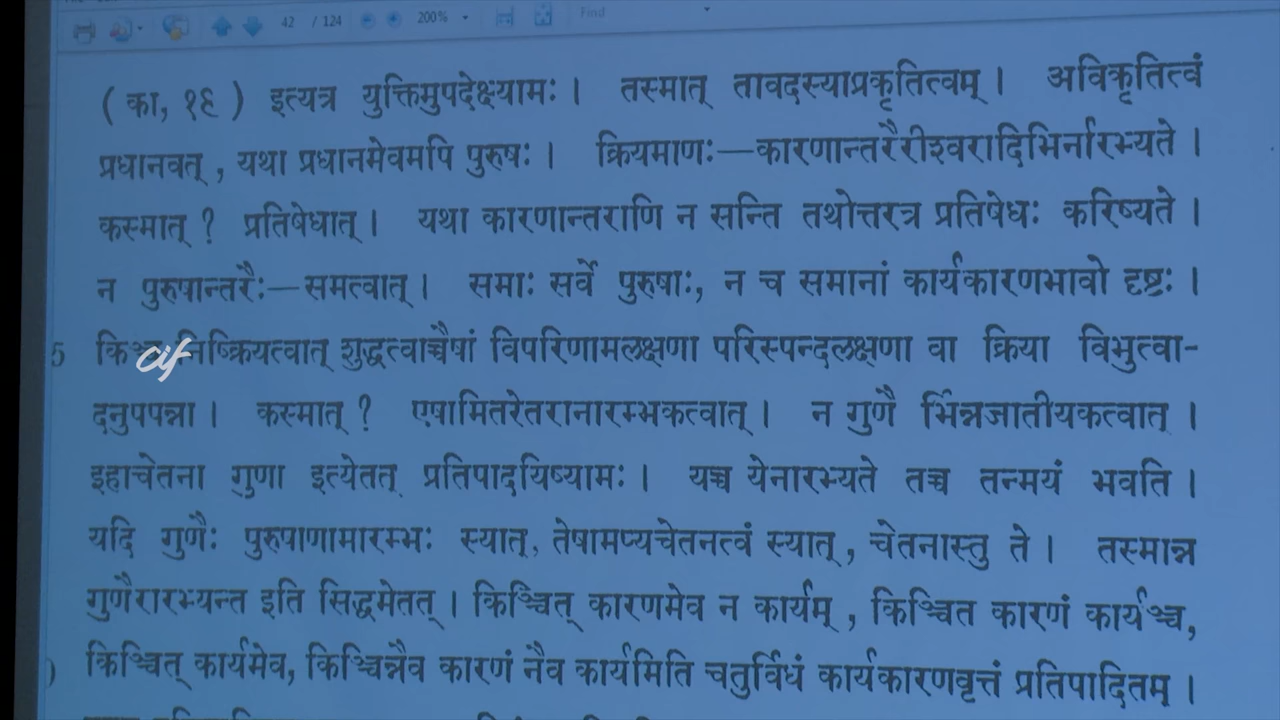 42 / 124 200% Find
( का, १९ ) इत्यत्र युक्तिमुपदेक्ष्यामः । तस्मात् तावदस्याप्रकृतित्वम् । अविकृतित्वं
प्रधानवत् , यथा प्रधानमेवमपि पुरुषः । क्रियमाणः—कारणान्तरैरीश्वरादिभिर्नारभ्यते ।
कस्मात् ? प्रतिषेधात् । यथा कारणान्तराणि न सन्ति तथोत्तरत्र प्रतिषेधः करिष्यते ।
न पुरुषान्तरैः—समत्वात् । समाः सर्वे पुरुषाः, न च समानां कार्यकारणभावो दृष्टः ।
5 निष्क्रियत्वात् शुद्धत्वाच्चैषां विपरिणामलक्षणा परिस्पन्दलक्षणा वा क्रिया विभुत्वा-
दनुपपन्ना । कस्मात् ? एषामितरेतरानारम्भकत्वात् । न गुणै र्भिन्नजातीयकत्वात् ।
इहाचेतना गुणा इत्येतत् प्रतिपादयिष्यामः । यच्च येनारभ्यते तच्च तन्मयं भवति ।
यदि गुणैः पुरुषाणामारम्भः स्यात्, तेषामप्यचेतनत्वं स्यात् , चेतनास्तु ते । तस्मान्न
गुणैरारभ्यन्त इति सिद्धमेतत् । किञ्चित् कारणमेव न कार्यम् , किञ्चित कारणं कार्यञ्च,
किञ्चित् कार्यमेव, किञ्चिन्नैव कारणं नैव कार्यमिति चतुर्विधं कार्यकारणवृत्तं प्रतिपादितम् ।